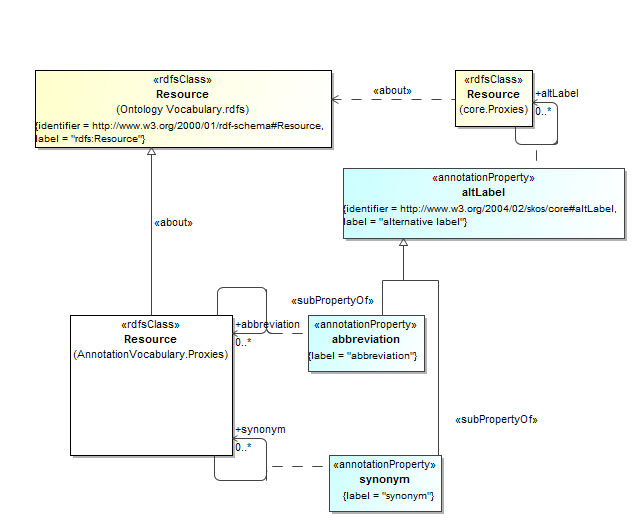 «rdfsClass»
Resource
(Ontology Vocabulary.rdfs)
{identifier = http://www.w3.org/2000/01/rdf-schema#Resource,
label = "rdfs:Resource"}
«about»
«rdfsClass»
Resource
(core.Proxies)
+altLabel
0..*
«annotationProperty»
altLabel
{identifier = http://www.w3.org/2004/02/skos/core#altLabel,
label = "alternative label"}
«about»
«subPropertyOf»
«rdfsClass»
Resource
(AnnotationVocabulary.Proxies)
+abbreviation
0..*
«annotationProperty»
abbreviation
{label = "abbreviation"}
«subPropertyOf»
+synonym
0..*
«annotationProperty»
synonym
{label = "synonym"}